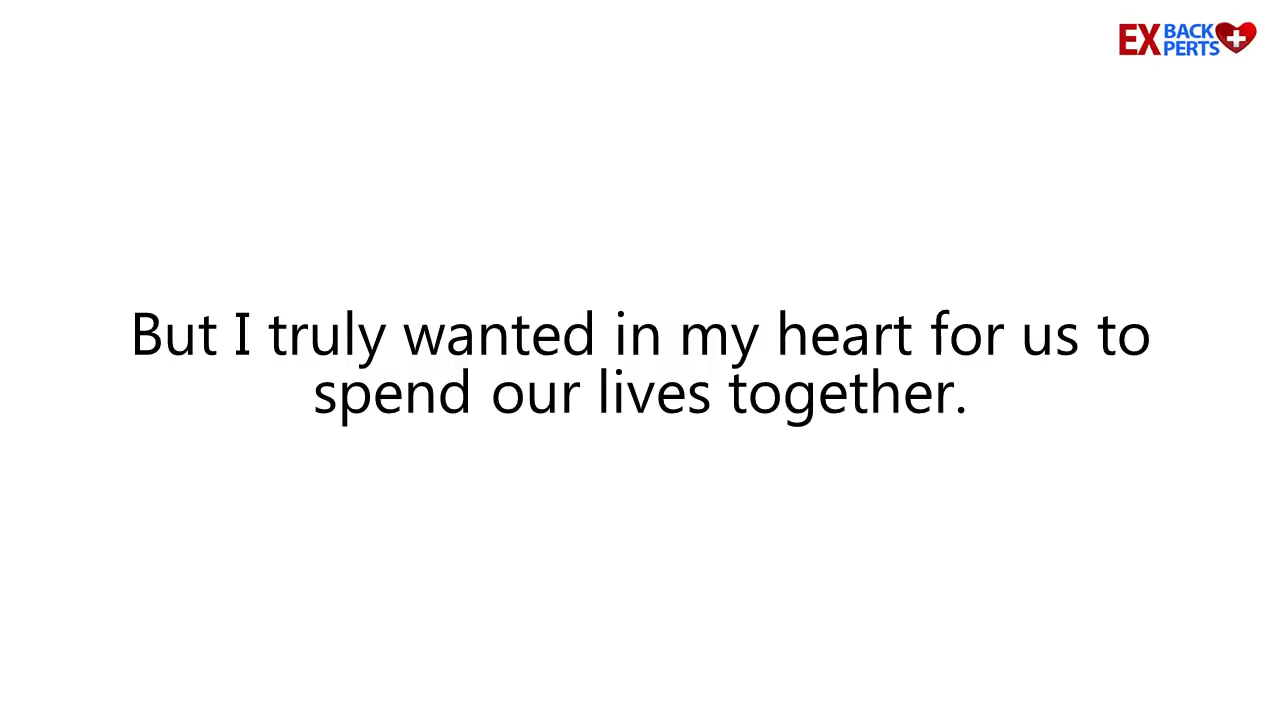 EX BACK
PERTS
But I truly wanted in my heart for us to
spend our lives together.